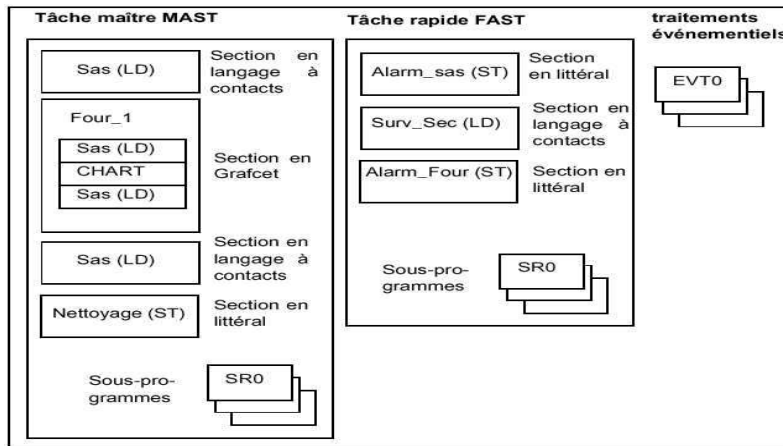 Tâche maître MAST
Sas (LD)
Section en
langage à
contacts
Four_1
Sas (LD)
CHART
Sas (LD)
Section en
Grafcet
Sas (LD)
Section en
langage à
contacts
Nettoyage (ST)
Section en
littéral
Sous-pro-
grammes
SR0
Tâche rapide FAST
Alarm_sas (ST)
Section
en littéral
Surv_Sec (LD)
Section en
langage à
contacts
Alarm_Four (ST)
Section en
littéral
Sous-pro-
grammes
SR0
traitements
événementiels
EVT0